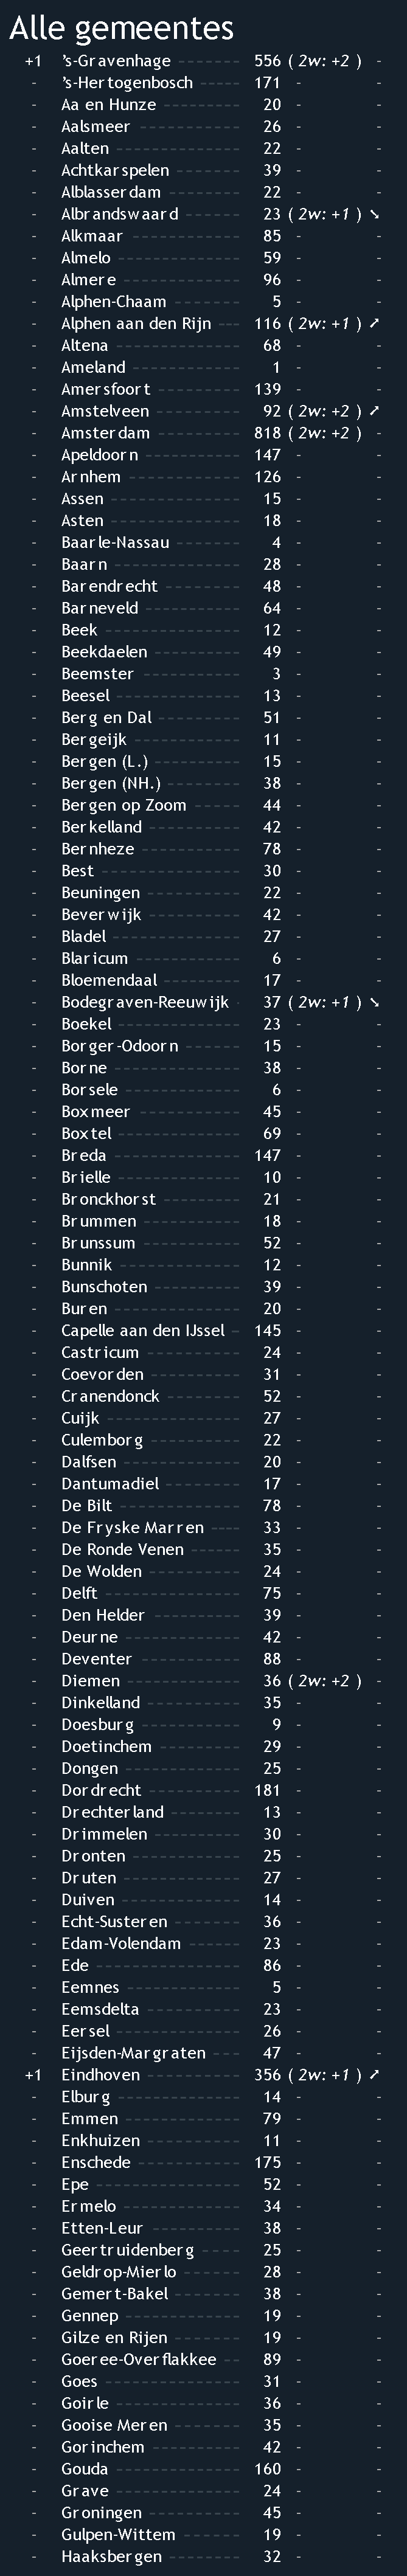 Alle gemeentes
+1 's-Gravenhage 556 ( 2w: +2 ) -
- 's-Hertogenbosch ------ 171 - -
- Aa en Hunze ---------- 20 - -
- Aalsmeer ------------ 26 - -
- Aalten -------------- 22 - -
- Achtkarspelen -------- 39 - -
- Alblasserdam --------- 22 - -
- Albrandswaard ------- 23 ( 2w: +1 ) ➘
- Alkmaar ------------- 85 - -
- Almelo -------------- 59 - -
- Almere -------------- 96 - -
- Alphen-Chaam -------- 5 - -
- Alphen aan den Rijn --- 116 ( 2w: +1 ) ➚
- Altena -------------- 68 - -
- Ameland ------------ 1 - -
- Amersfoort ---------- 139 - -
- Amstelveen ---------- 92 ( 2w: +2 ) ➚
- Amsterdam ---------- 818 ( 2w: +2 ) -
- Apeldoorn ----------- 147 - -
- Arnhem ------------- 126 - -
- Assen --------------- 15 - -
- Asten --------------- 18 - -
- Baarle-Nassau -------- 4 - -
- Baarn --------------- 28 - -
- Barendrecht --------- 48 - -
- Barneveld ----------- 64 - -
- Beek ---------------- 12 - -
- Beekdaelen ---------- 49 - -
- Beemster ------------ 3 - -
- Beesel -------------- 13 - -
- Berg en Dal ---------- 51 - -
- Bergeijk ------------- 11 - -
- Bergen (L.) ---------- 15 - -
- Bergen (NH.) --------- 38 - -
- Bergen op Zoom ------ 44 - -
- Berkelland ----------- 42 - -
- Bernheze ------------ 78 - -
- Best ---------------- 30 - -
- Beuningen ----------- 22 - -
- Beverwijk ----------- 42 - -
- Bladel -------------- 27 - -
- Blaricum ------------ 6 - -
- Bloemendaal --------- 17 - -
- Bodegraven-Reeuwijk - 37 ( 2w: +1 ) ➘
- Boekel -------------- 23 - -
- Borger-Odoorn ------- 15 - -
- Borne --------------- 38 - -
- Borsele ------------- 6 - -
- Boxmeer ------------ 45 - -
- Boxtel -------------- 69 - -
- Breda --------------- 147 - -
- Brielle -------------- 10 - -
- Bronckhorst --------- 21 - -
- Brummen ----------- 18 - -
- Brunssum ----------- 52 - -
- Bunnik -------------- 12 - -
- Bunschoten ---------- 39 - -
- Buren --------------- 20 - -
- Capelle aan den IJssel - 145 - -
- Castricum ----------- 24 - -
- Coevorden ---------- 31 - -
- Cranendonck -------- 52 - -
- Cuijk --------------- 27 - -
- Culemborg ---------- 22 - -
- Dalfsen ------------- 20 - -
- Dantumadiel --------- 17 - -
- De Bilt -------------- 78 - -
- De Fryske Marren ---- 33 - -
- De Ronde Venen ------ 35 - -
- De Wolden ---------- 24 - -
- Delft --------------- 75 - -
- Den Helder ---------- 39 - -
- Deurne ------------- 42 - -
- Deventer ----------- 88 - -
- Diemen ------------- 36 ( 2w: +2 ) -
- Dinkelland ----------- 35 - -
- Doesburg ----------- 9 - -
- Doetinchem --------- 29 - -
- Dongen ------------- 25 - -
- Dordrecht ----------- 181 - -
- Drechterland -------- 13 - -
- Drimmelen ---------- 30 - -
- Dronten ------------ 25 - -
- Druten -------------- 27 - -
- Duiven -------------- 14 - -
- Echt-Susteren -------- 36 - -
- Edam-Volendam ------ 23 - -
- Ede ----------------- 86 - -
- Eemnes ------------- 5 - -
- Eemsdelta ----------- 23 - -
- Eersel -------------- 26 - -
- Eijsden-Margraten ---- 47 - -
+1 Eindhoven ----------- 356 ( 2w: +1 ) ➚
- Elburg -------------- 14 - -
- Emmen ------------- 79 - -
- Enkhuizen ----------- 11 - -
- Enschede ----------- 175 - -
- Epe ----------------- 52 - -
- Ermelo ------------- 34 - -
- Etten-Leur ---------- 38 - -
- Geertruidenberg ----- 25 - -
- Geldrop-Mierlo ------- 28 - -
- Gemert-Bakel -------- 38 - -
- Gennep ------------- 19 - -
- Gilze en Rijen -------- 19 - -
- Goeree-Overflakkee -- 89 - -
- Goes ---------------- 31 - -
- Goirle -------------- 36 - -
- Gooise Meren -------- 35 - -
- Gorinchem ---------- 42 - -
- Gouda -------------- 160 - -
- Grave --------------- 24 - -
- Groningen ----------- 45 - -
- Gulpen-Wittem ------- 19 - -
- Haaksbergen --------- 32 - -